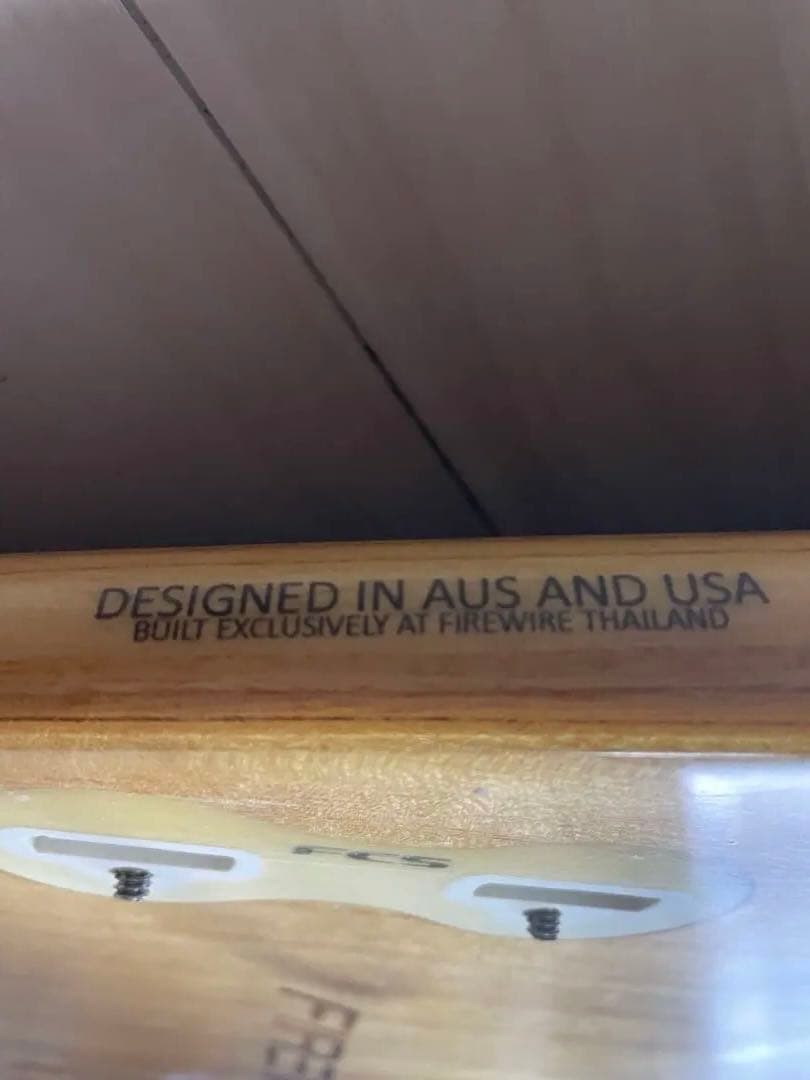 DESIGNED IN AUS AND USA
BUILT EXCLUSIVELY AT FIREWIRE THAILAND
FCS